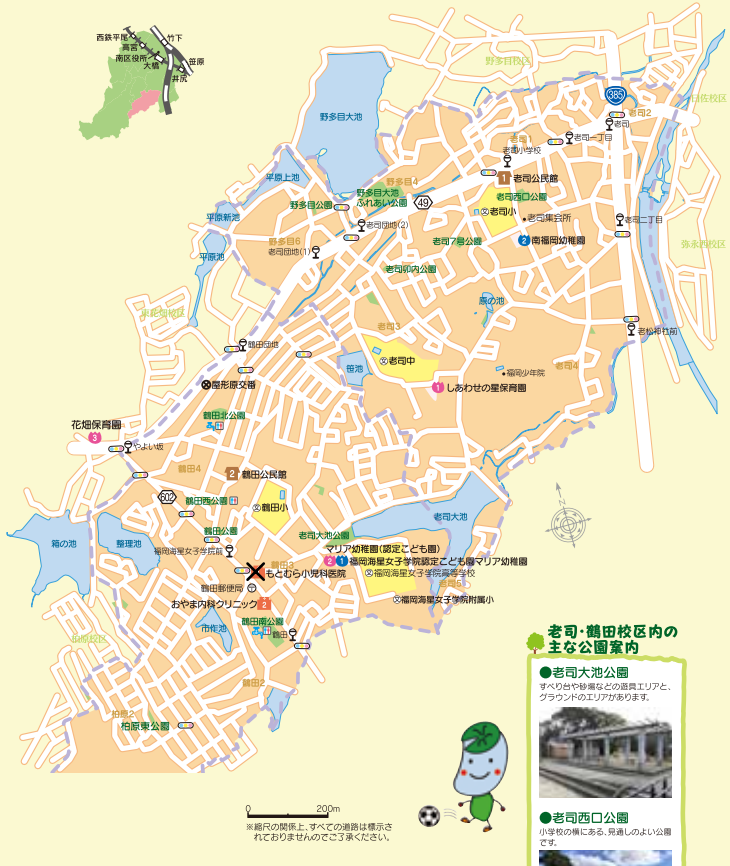 西鉄平尾
竹下
高宮
南区役所
大橋
笹原
井尻
野多目校区
385
日佐校区
老司2
老司
老司1
老司一丁目
老司小学校
野多目大池
1
老司公民館
平原上池
野多目4
野多目大池
ふれあい公園
老司西口公園
野多目公園
49
老司小
老司集会所
平原新池
老司団地(2)
老司二丁目
野多目6
老司団地(1)
老司7号公園
2
南福岡幼稚園
弥永西校区
平原池
老司卯内公園
原の池
老司3
老松神社前
鶴田団地
老司中
笹池
老司4
福岡少年院
屋形原交番
1
しあわせの星保育園
鶴田北公園
花畑保育園
3
やよい坂
鶴田4
2
鶴田公民館
602
鶴田西公園
鶴田小
老司大池
箱の池
整理池
鶴田公園
老司大池公園
福岡海星女子学院前
マリア幼稚園(認定こども園)
鶴田3
2
1
福岡海星女子学院認定こども園マリア幼稚園
もとむら小児科医院
福岡海星女子学院高等学校
老司5
鶴田郵便局
おやま内科クリニック
2
福岡海星女子学院附属小
市作池
鶴田南公園
鶴田
柏原校区
鶴田2
柏原2
柏原東公園
0
200m
※縮尺の関係上、すべての道路は標示さ
れておりませんのでご了承ください。
老司・鶴田校区内の
主な公園案内
●老司大池公園
すべり台や砂場などの遊具エリアと、
グラウンドのエリアがあります。
●老司西口公園
小学校の横にある、見通しのよい公園
です。